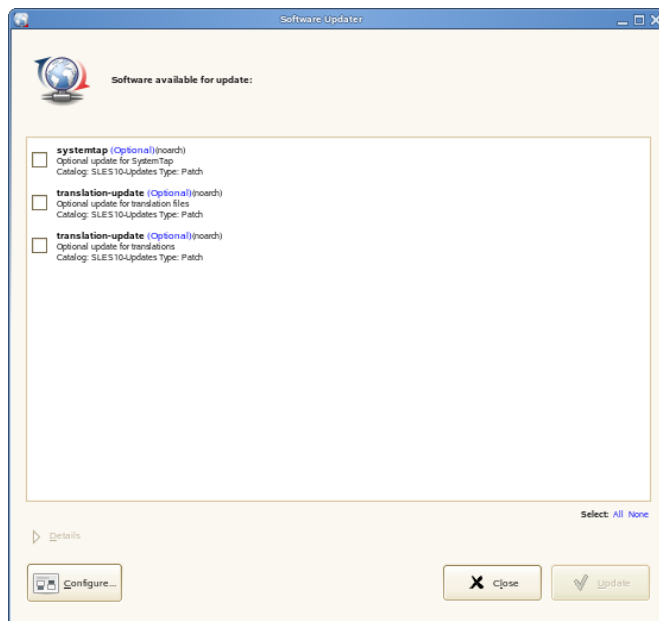 Software Updater
Software available for update:
systemtap (Optional)(noarch)
Optional update for SystemTap
Catalog: SLES10-Updates Type: Patch
translation-update (Optional)(noarch)
Optional update for translation files
Catalog: SLES10-Updates Type: Patch
translation-update (Optional)(noarch)
Optional update for translations
Catalog: SLES10-Updates Type: Patch
Select: All None
Details
Configure... Close Update